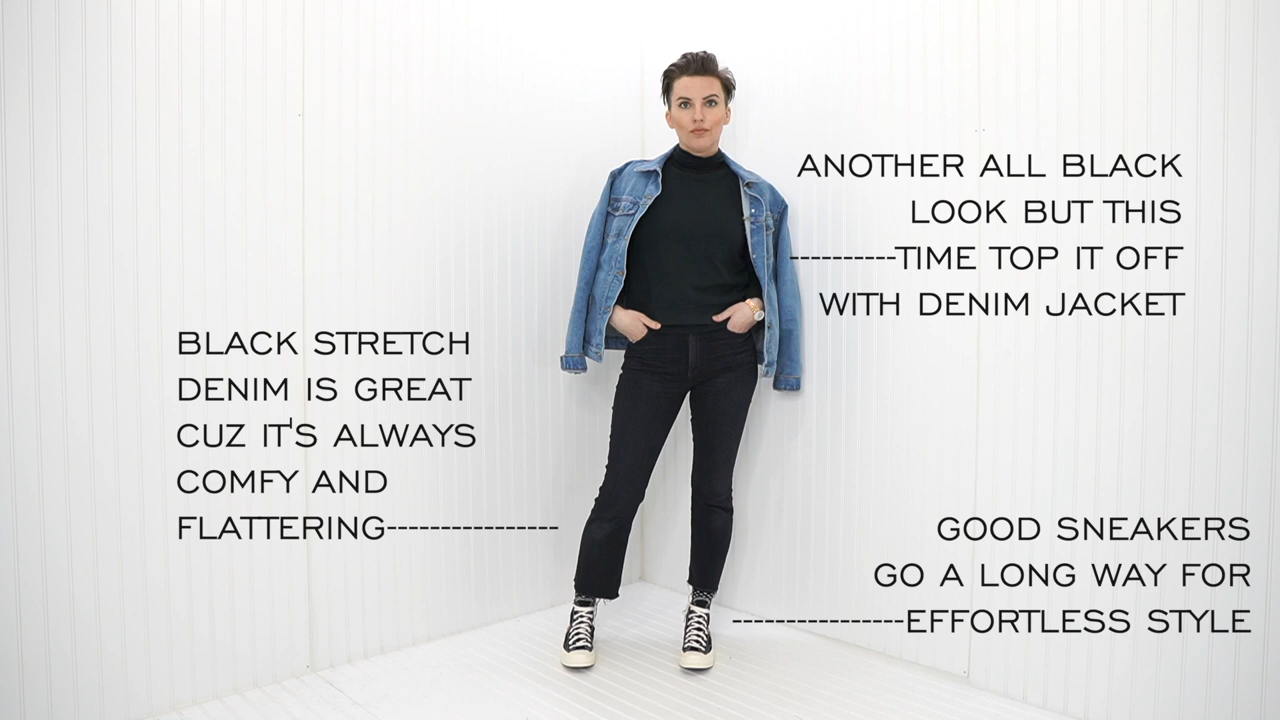 ANOTHER ALL BLACK
LOOK BUT THIS
----------TIME TOP IT OFF
WITH DENIM JACKET
BLACK STRETCH
DENIM IS GREAT
CUZ IT'S ALWAYS
COMFY AND
FLATTERING----------------
GOOD SNEAKERS
GO A LONG WAY FOR
----------------EFFORTLESS STYLE